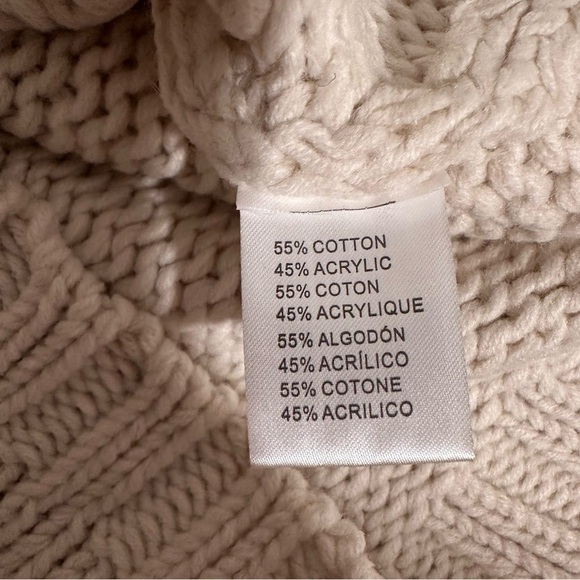 55% COTTON
45% ACRYLIC
55% COTON
45% ACRYLIQUE
55% ALGODÓN
45% ACRÍLICO
55% COTONE
45% ACRILICO